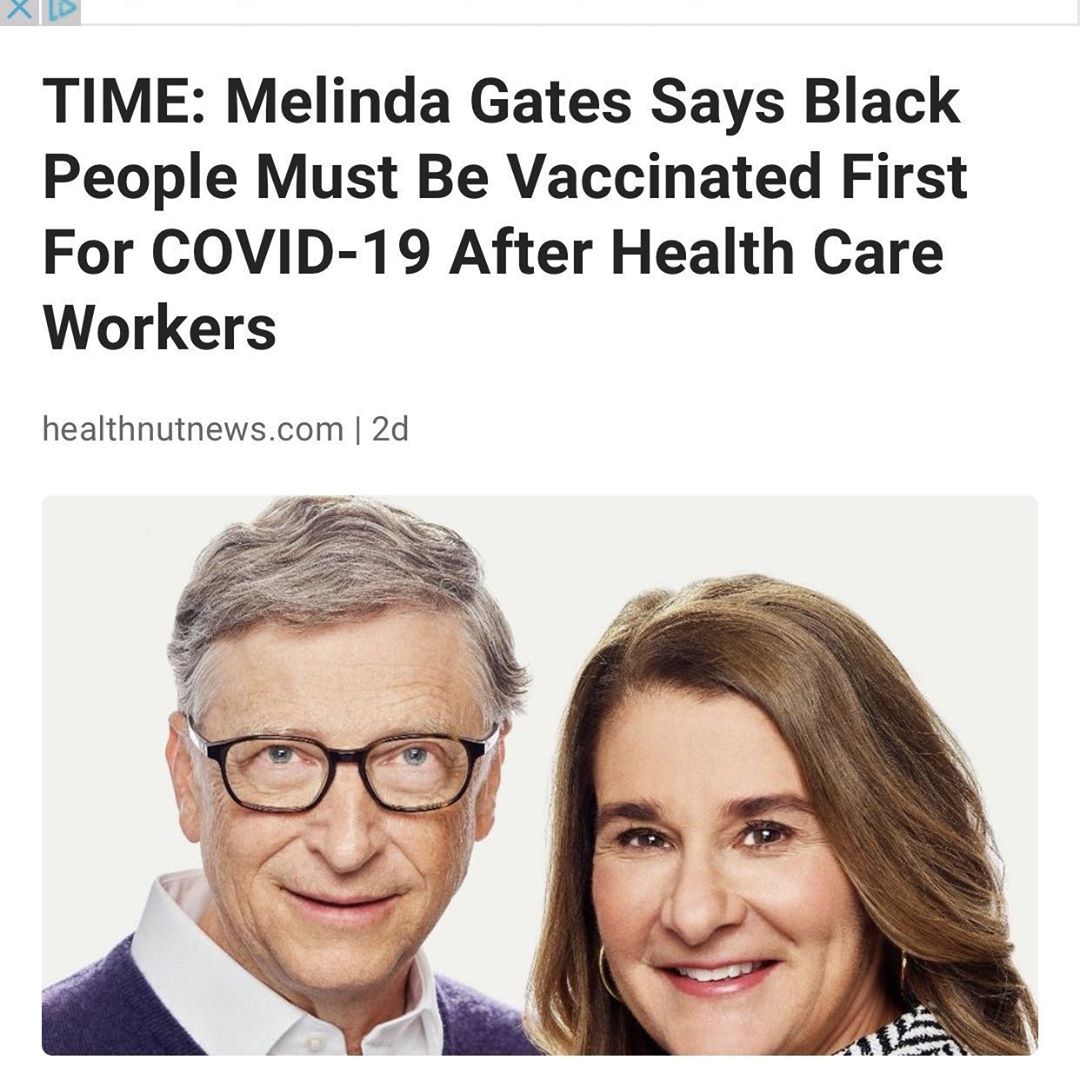 TIME: Melinda Gates Says Black
People Must Be Vaccinated First
For COVID-19 After Health Care
Workers
healthnutnews.com | 2d